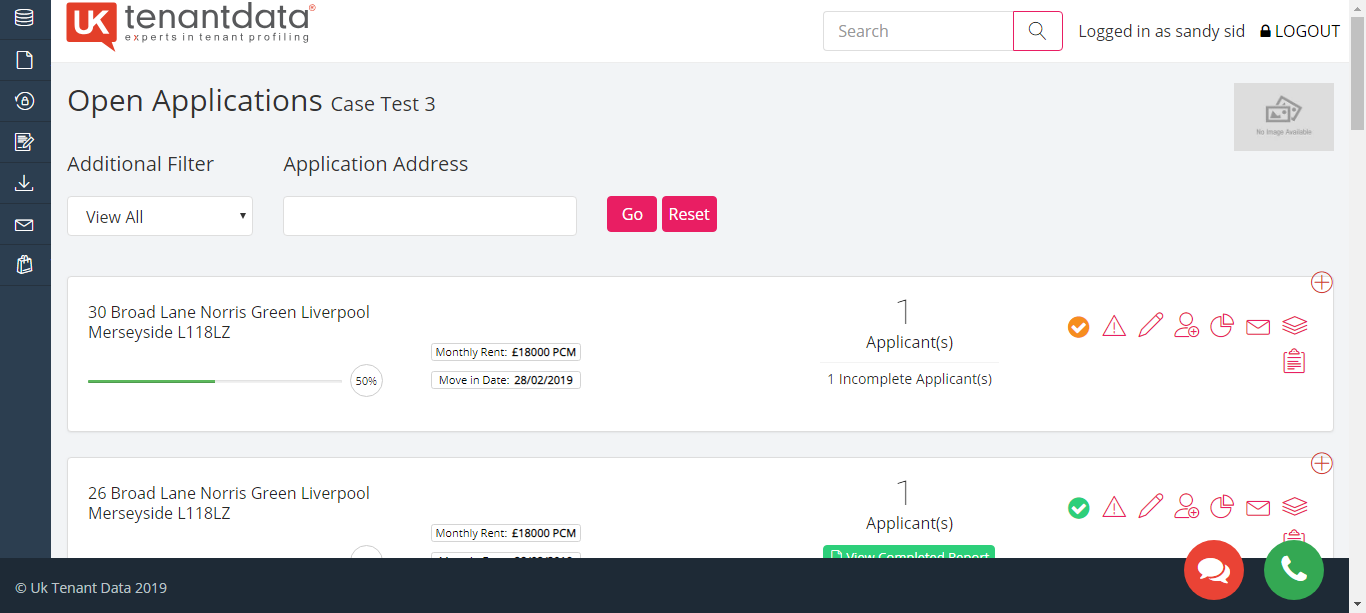 UK tenantdata®
experts in tenant profiling
Search
Logged in as sandy sid
LOGOUT
Open Applications Case Test 3
No Image Available
Additional Filter
Application Address
View All
Go
Reset
30 Broad Lane Norris Green Liverpool
Merseyside L118LZ
50%
Monthly Rent: £18000 PCM
Move in Date: 28/02/2019
1
Applicant(s)
1 Incomplete Applicant(s)
26 Broad Lane Norris Green Liverpool
Merseyside L118LZ
Monthly Rent: £18000 PCM
1
Applicant(s)
View Completed Report
© Uk Tenant Data 2019